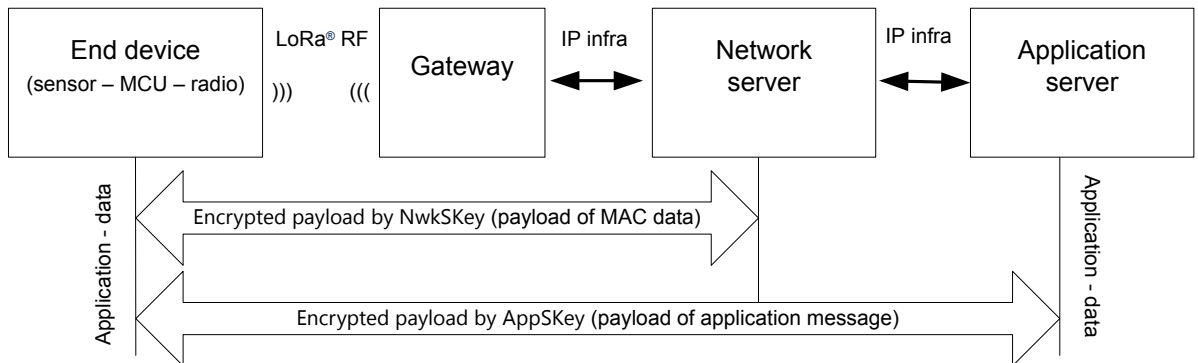 End device
(sensor – MCU – radio)
LoRa® RF
)))
(((
Gateway
IP infra
Network
server
IP infra
Application
server
Application - data
Encrypted payload by NwkSKey (payload of MAC data)
Application - data
Encrypted payload by AppSKey (payload of application message)